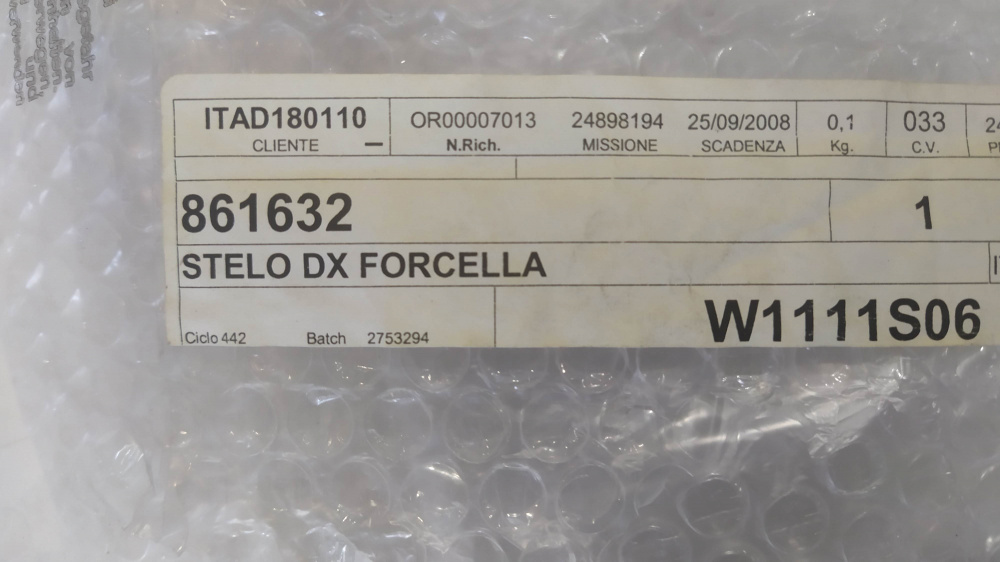 ITAD180110 OR00007013 24898194 25/09/2008 0,1 033
CLIENTE – N.Rich. MISSIONE SCADENZA Kg. C.V.
861632 1
STELO DX FORCELLA
W1111S06
Ciclo 442 Batch 2753294